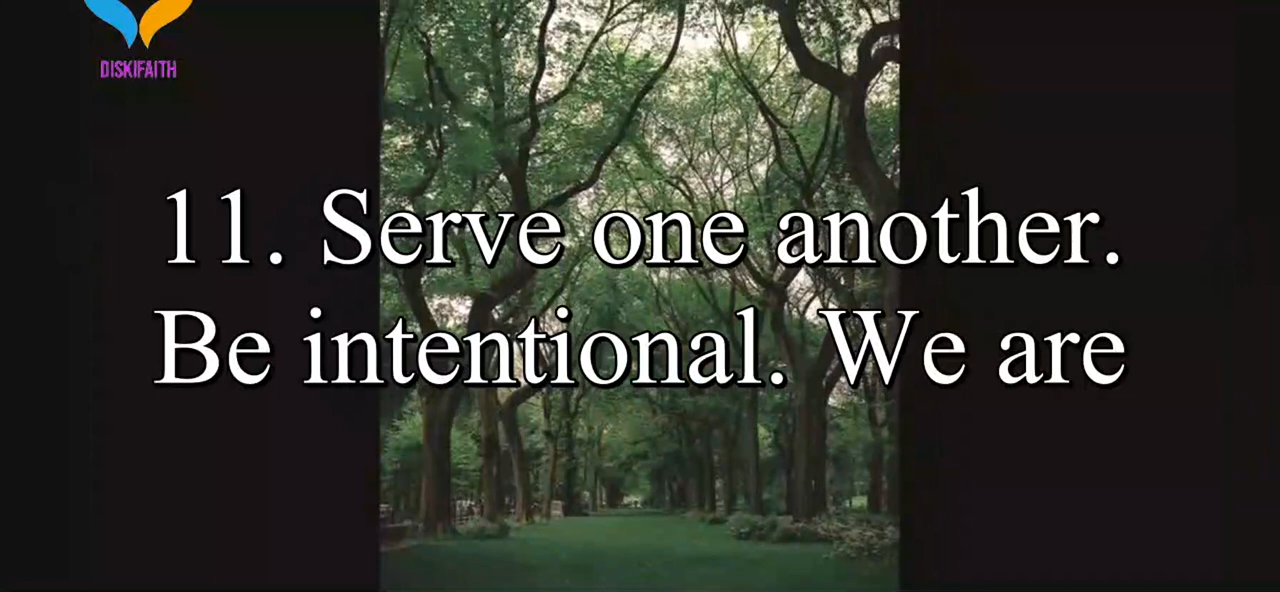 DISKIFAITH
11. Serve one another.
Be intentional. We are